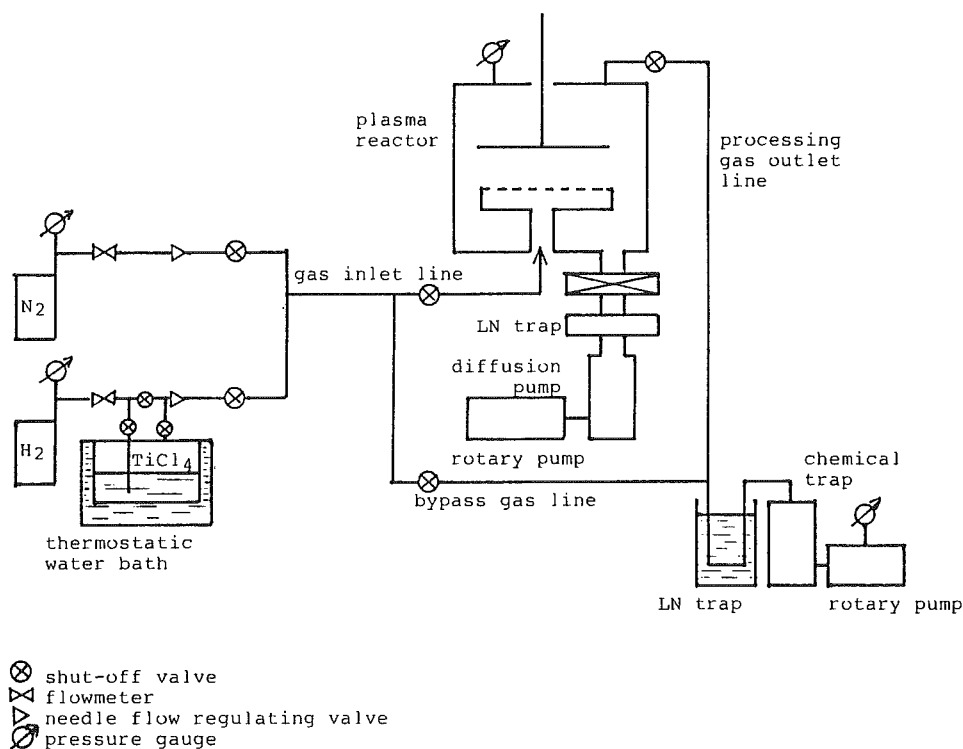 plasma
reactor
processing
gas outlet
line
N2
gas inlet line
LN trap
diffusion
pump
H2
TiCl4
rotary pump
chemical
trap
bypass gas line
thermostatic
water bath
LN trap
rotary pump
shut-off valve
flowmeter
needle flow regulating valve
pressure gauge